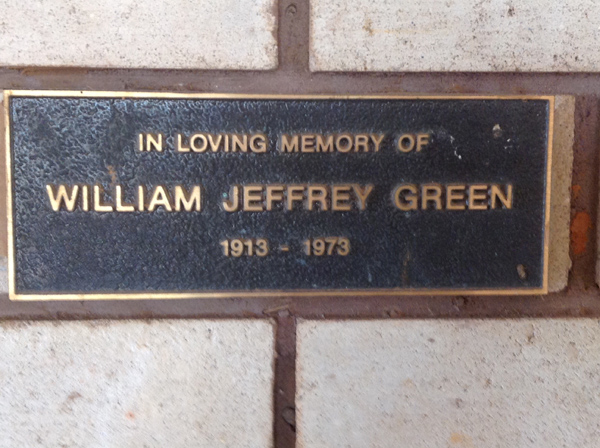 IN LOVING MEMORY OF
WILLIAM JEFFREY GREEN
1913 - 1973